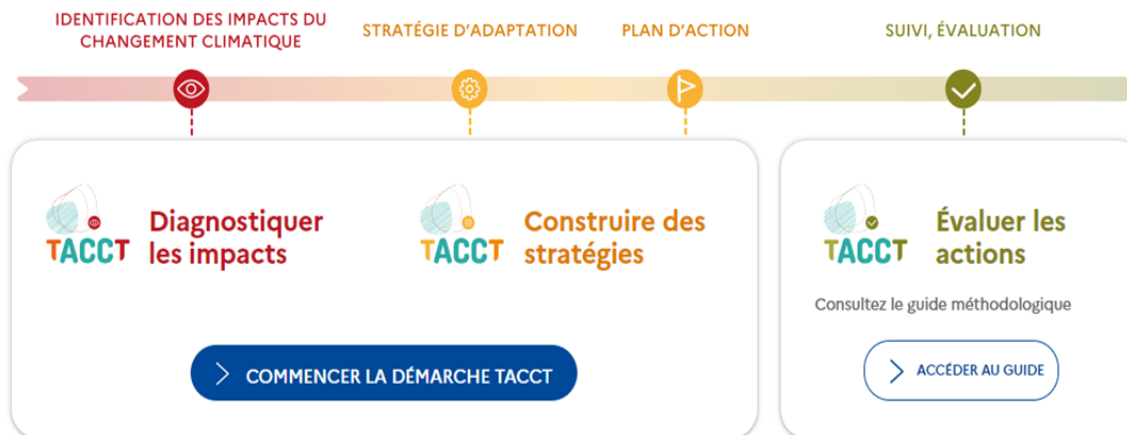 IDENTIFICATION DES IMPACTS DU
CHANGEMENT CLIMATIQUE
STRATÉGIE D'ADAPTATION
PLAN D'ACTION
SUIVI, ÉVALUATION
TACCT
Diagnostiquer
les impacts
TACCT
Construire des
stratégies
COMMENCER LA DÉMARCHE TACCT
TACCT
Évaluer les
actions
Consultez le guide méthodologique
ACCÉDER AU GUIDE